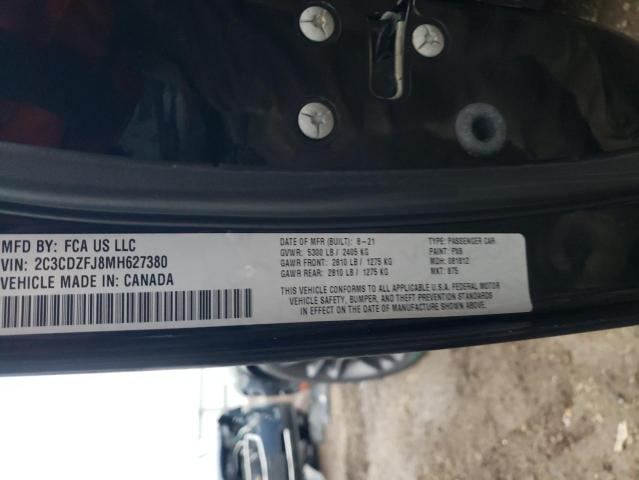 MFD BY: FCA US LLC
VIN: 2C3CDZFJ8MH627380
VEHICLE MADE IN: CANADA
DATE OF MFR (BUILT): 8-21
GVWR: 5300 LB / 2405 KG
GAWR FRONT: 2810 LB / 1275 KG
GAWR REAR: 2810 LB / 1275 KG
TYPE: PASSENGER CAR
PAINT: PX8
MDH: 081812
MKT: 875
THIS VEHICLE CONFORMS TO ALL APPLICABLE U.S.A. FEDERAL MOTOR
VEHICLE SAFETY, BUMPER, AND THEFT PREVENTION STANDARDS
IN EFFECT ON THE DATE OF MANUFACTURE SHOWN ABOVE.